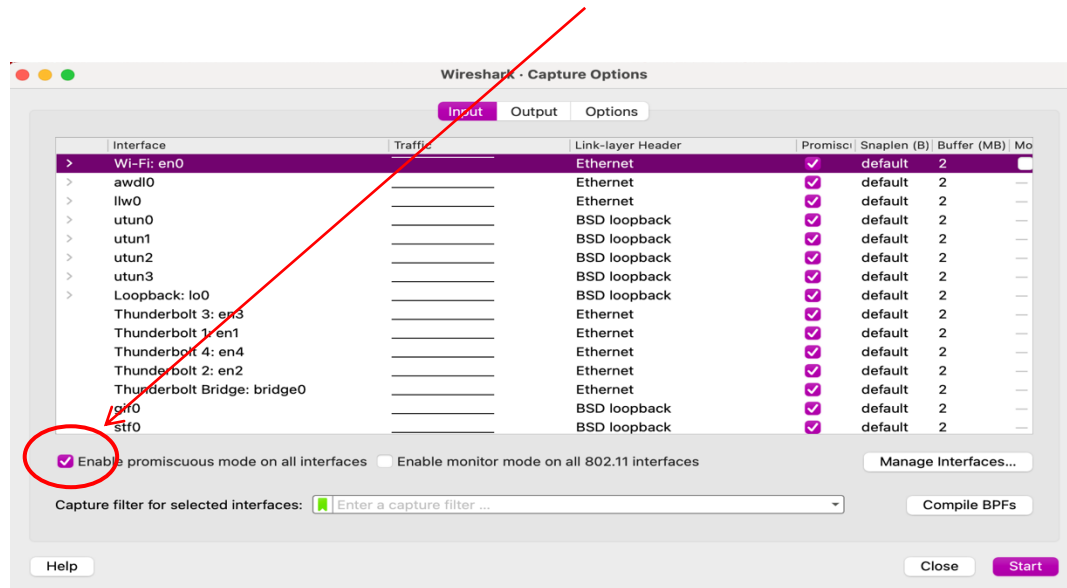 Wireshark · Capture Options
Input Output Options
Interface Traffic Link-layer Header Promisc Snaplen (B) Buffer (MB) Mo
Wi-Fi: en0 Ethernet default 2
awdl0 Ethernet default 2
llw0 Ethernet default 2
utun0 BSD loopback default 2
utun1 BSD loopback default 2
utun2 BSD loopback default 2
utun3 BSD loopback default 2
Loopback: lo0 BSD loopback default 2
Thunderbolt 3: en3 Ethernet default 2
Thunderbolt 1: en1 Ethernet default 2
Thunderbolt 4: en4 Ethernet default 2
Thunderbolt 2: en2 Ethernet default 2
Thunderbolt Bridge: bridge0 Ethernet default 2
gif0 BSD loopback default 2
stf0 BSD loopback default 2
Enable promiscuous mode on all interfaces Enable monitor mode on all 802.11 interfaces Manage Interfaces...
Capture filter for selected interfaces: Enter a capture filter ... Compile BPFs
Help Close Start